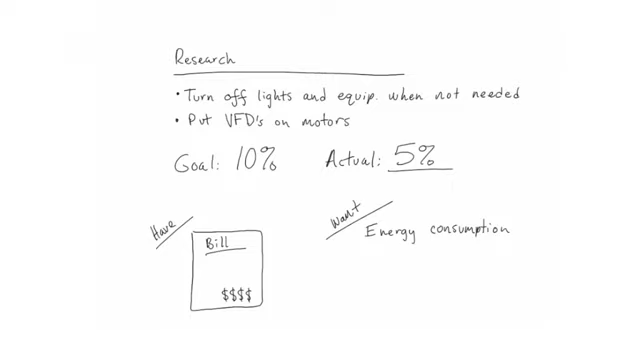 Research
• Turn off lights and equip. when not needed
• Put VFD's on motors
Goal: 10% Actual: 5%
Have
Bill
$$$$
Want
Energy consumption